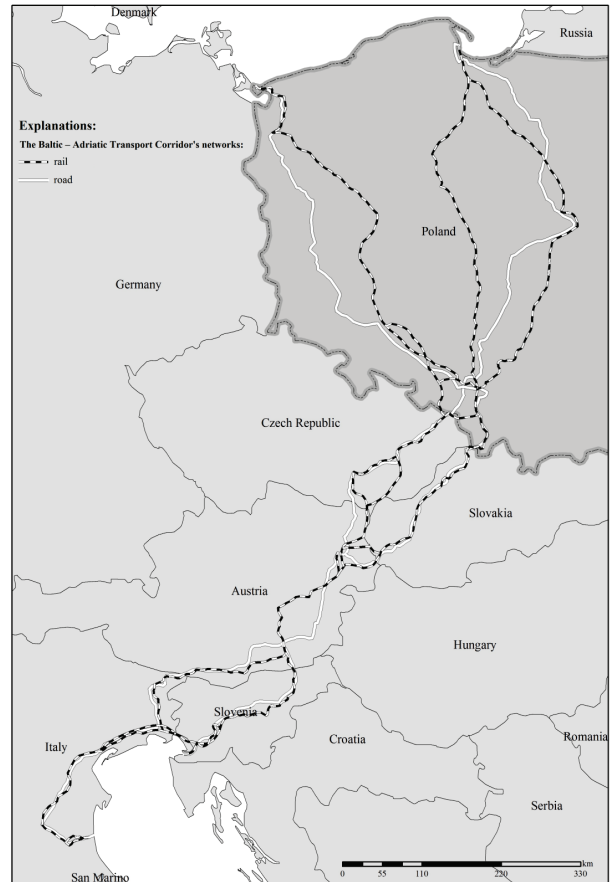 Denmark
Russia
Explanations:
The Baltic – Adriatic Transport Corridor's networks:
rail
road
Poland
Germany
Czech Republic
Slovakia
Austria
Hungary
Slovenia
Italy
Croatia
Romania
Serbia
San Marino
km
0 55 110 220 330